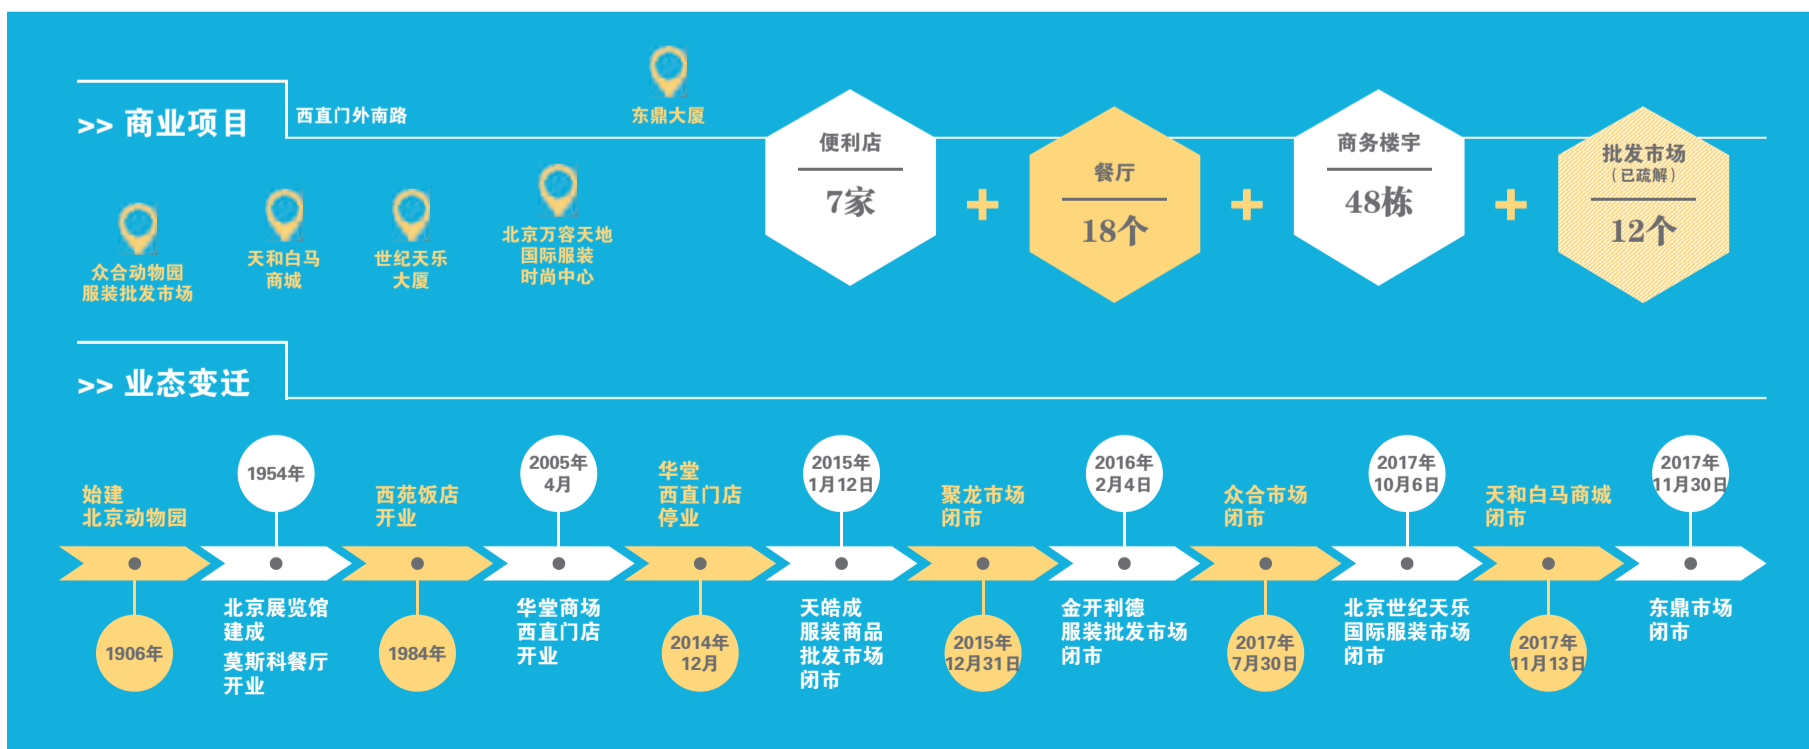 >> 商业项目
西直门外南路
东鼎大厦
众合动物园
服装批发市场
天和白马
商城
世纪天乐
大厦
北京万容天地
国际服装
时尚中心
便利店
7家
+
餐厅
18个
+
商务楼宇
48栋
+
批发市场
（已疏解）
12个
>> 业态变迁
始建
北京动物园
1906年
1954年
北京展览馆
建成
莫斯科餐厅
开业
西苑饭店
开业
1984年
2005年
4月
华堂商场
西直门店
开业
华堂
西直门店
停业
2014年
12月
2015年
1月12日
天皓成
服装商品
批发市场
闭市
聚龙市场
闭市
2015年
12月31日
2016年
2月4日
金开利德
服装批发市场
闭市
众合市场
闭市
2017年
7月30日
2017年
10月6日
北京世纪天乐
国际服装市场
闭市
天和白马商城
闭市
2017年
11月13日
2017年
11月30日
东鼎市场
闭市